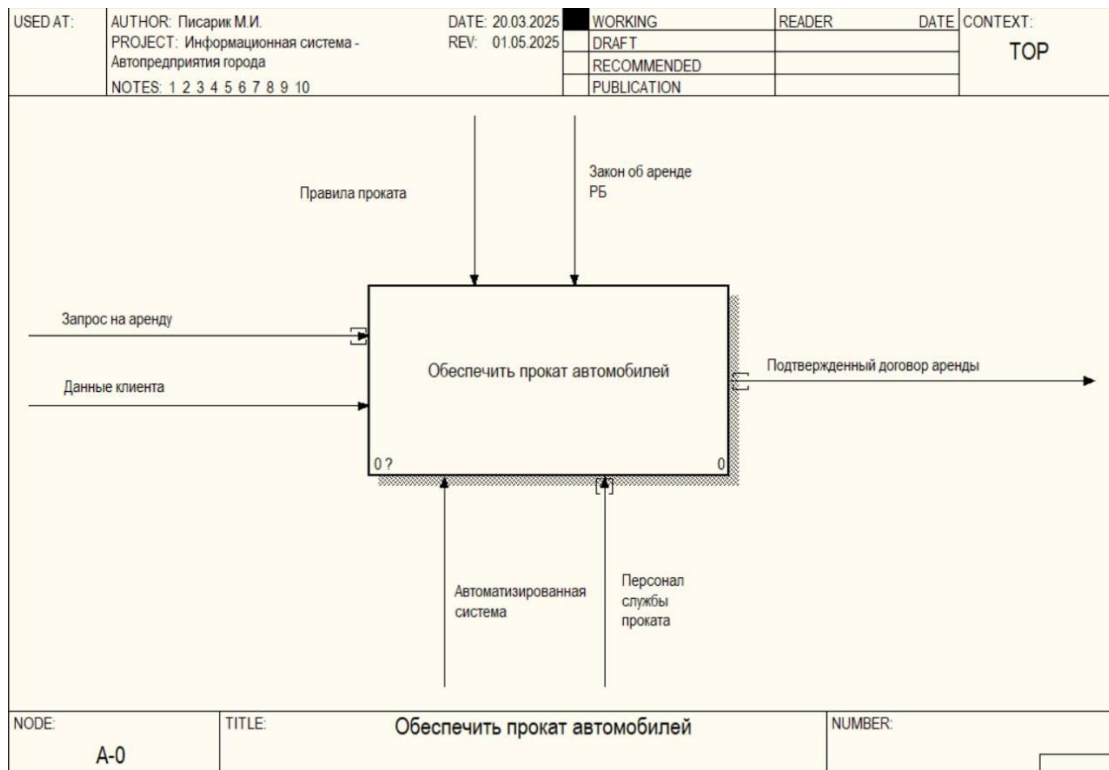 USED AT:
AUTHOR: Писарик М.И.
DATE: 20.03.2025
PROJECT: Информационная система -
Автопредприятия города
REV: 01.05.2025
NOTES: 1 2 3 4 5 6 7 8 9 10
WORKING
DRAFT
RECOMMENDED
PUBLICATION
READER
DATE
CONTEXT:
TOP
Правила проката
Закон об аренде
РБ
Запрос на аренду
Данные клиента
Обеспечить прокат автомобилей
0 ?
0
Подтвержденный договор аренды
Автоматизированная
система
Персонал
службы
проката
NODE:
A-0
TITLE:
Обеспечить прокат автомобилей
NUMBER: